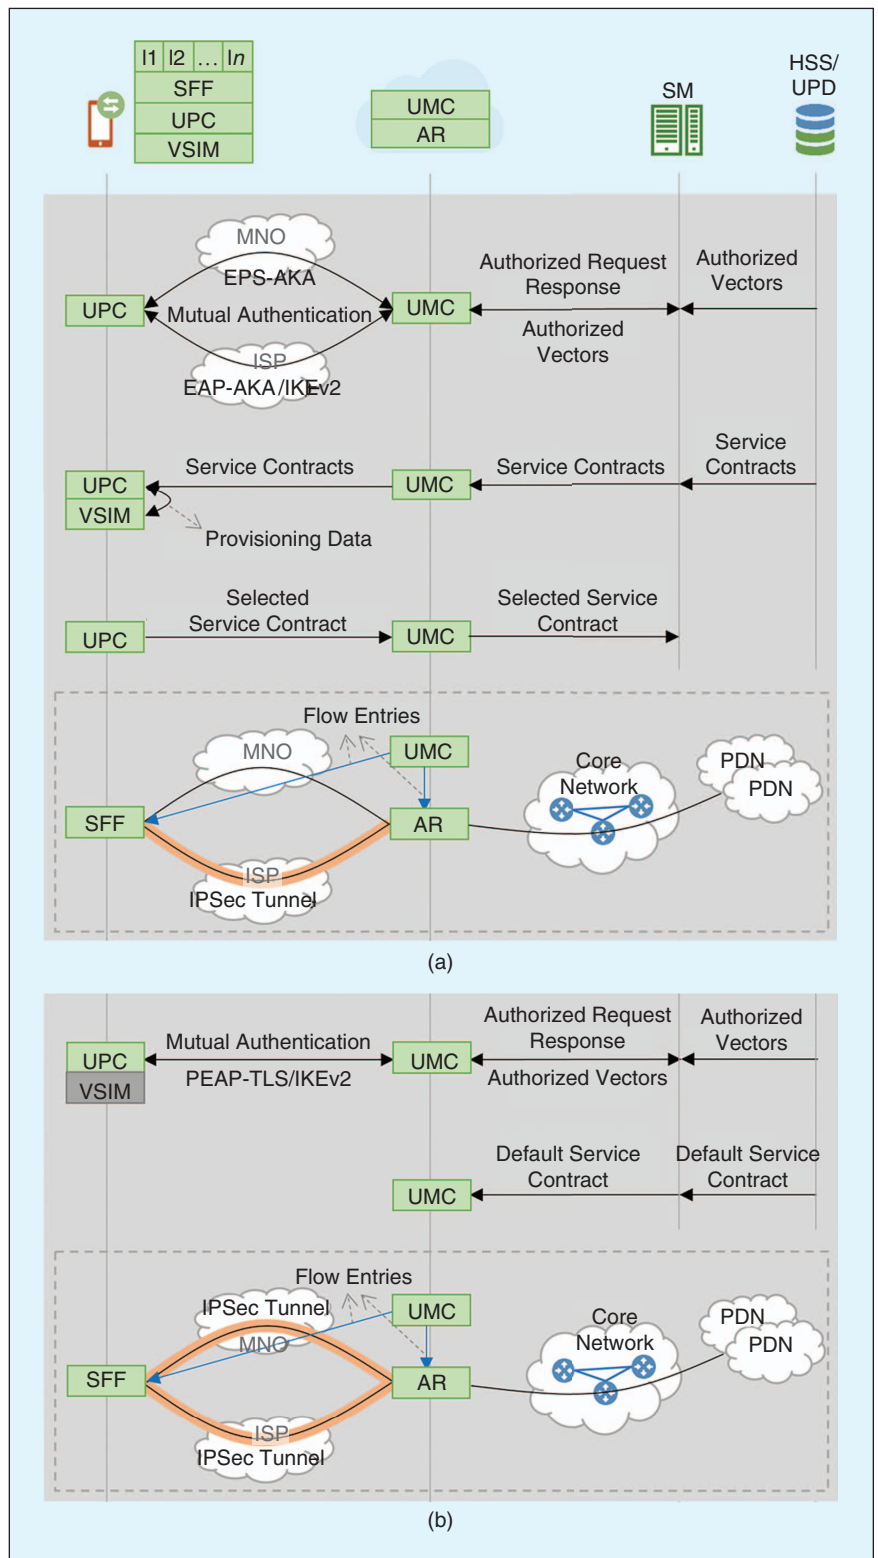 I1 I2 ... In
SFF
UPC
VSIM
UMC
AR
SM
HSS/
UPD
MNO
EPS-AKA
UPC
Mutual Authentication
UMC
ISP
EAP-AKA/IKEv2
Authorized Request
Response
Authorized
Vectors
Authorized
Vectors
UPC
VSIM
Service Contracts
UMC
Service Contracts
Service
Contracts
Provisioning Data
UPC
Selected
Service Contract
UMC
Selected Service
Contract
Flow Entries
MNO
UMC
SFF
AR
ISP
IPSec Tunnel
Core
Network
PDN
PDN
(a)
UPC
VSIM
Mutual Authentication
PEAP-TLS/IKEv2
UMC
Authorized Request
Response
Authorized Vectors
Authorized
Vectors
UMC
Default Service
Contract
Default Service
Contract
Flow Entries
IPSec Tunnel
MNO
UMC
SFF
AR
ISP
IPSec Tunnel
Core
Network
PDN
PDN
(b)